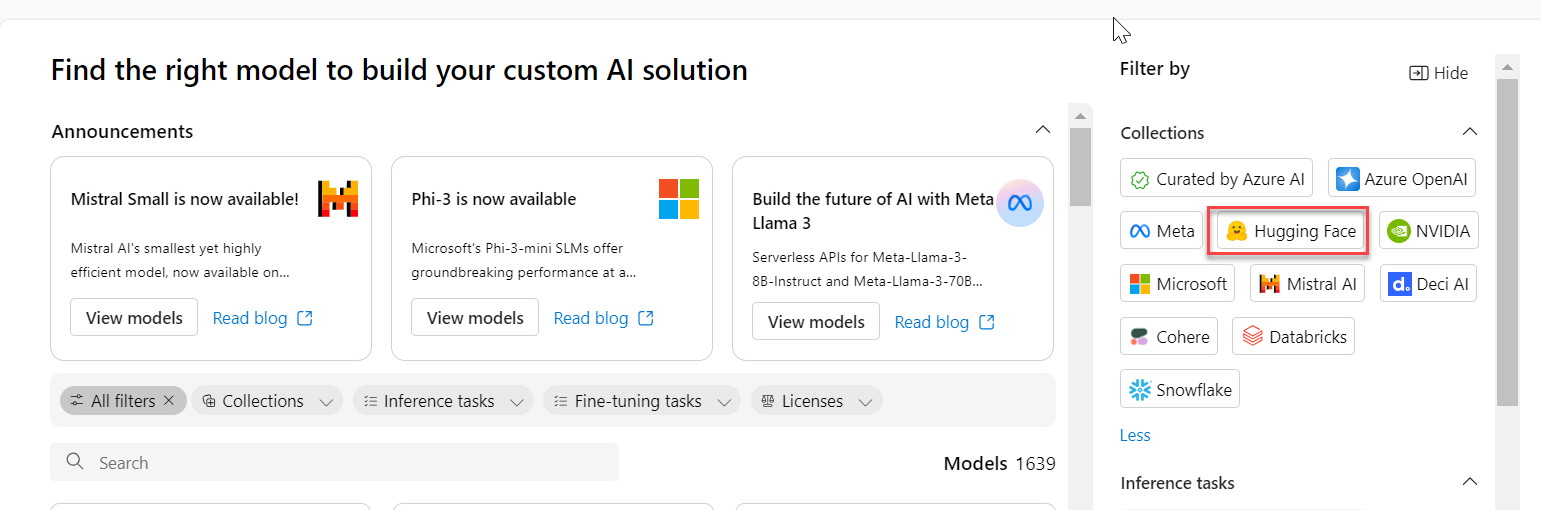 Find the right model to build your custom AI solution
Announcements
Mistral Small is now available!
Mistral AI's smallest yet highly
efficient model, now available on...
View models Read blog
Phi-3 is now available
Microsoft's Phi-3-mini SLMs offer
groundbreaking performance at a...
View models Read blog
Build the future of AI with Meta
Llama 3
Serverless APIs for Meta-Llama-3-
8B-Instruct and Meta-Llama-3-70B...
View models Read blog
All filters Collections Inference tasks Fine-tuning tasks Licenses
Search
Models 1639
Filter by Hide
Collections
Curated by Azure AI Azure OpenAI
Meta Hugging Face NVIDIA
Microsoft Mistral AI d. Deci AI
Cohere Databricks
Snowflake
Less
Inference tasks